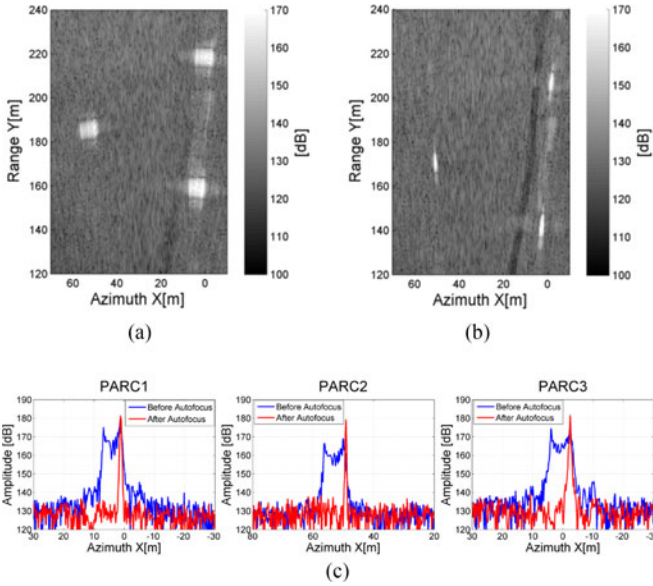 240
220
200
180
160
140
120
Range Y[m]
60 40 20 0
Azimuth X[m]
170
160
150
140
130
120
110
100
[dB]
(a)
240
220
200
180
160
140
120
Range Y[m]
60 40 20 0
Azimuth X[m]
170
160
150
140
130
120
110
100
[dB]
(b)
PARC1
190
180
170
160
150
140
130
120
Amplitude [dB]
Before Autofocus
After Autofocus
30 20 10 0 -10 -20 -30
Azimuth X[m]
PARC2
190
180
170
160
150
140
130
120
Amplitude [dB]
Before Autofocus
After Autofocus
80 60 40 20
Azimuth X[m]
PARC3
190
180
170
160
150
140
130
120
Amplitude [dB]
Before Autofocus
After Autofocus
30 20 10 0 -10 -20 -30
Azimuth X[m]
(c)